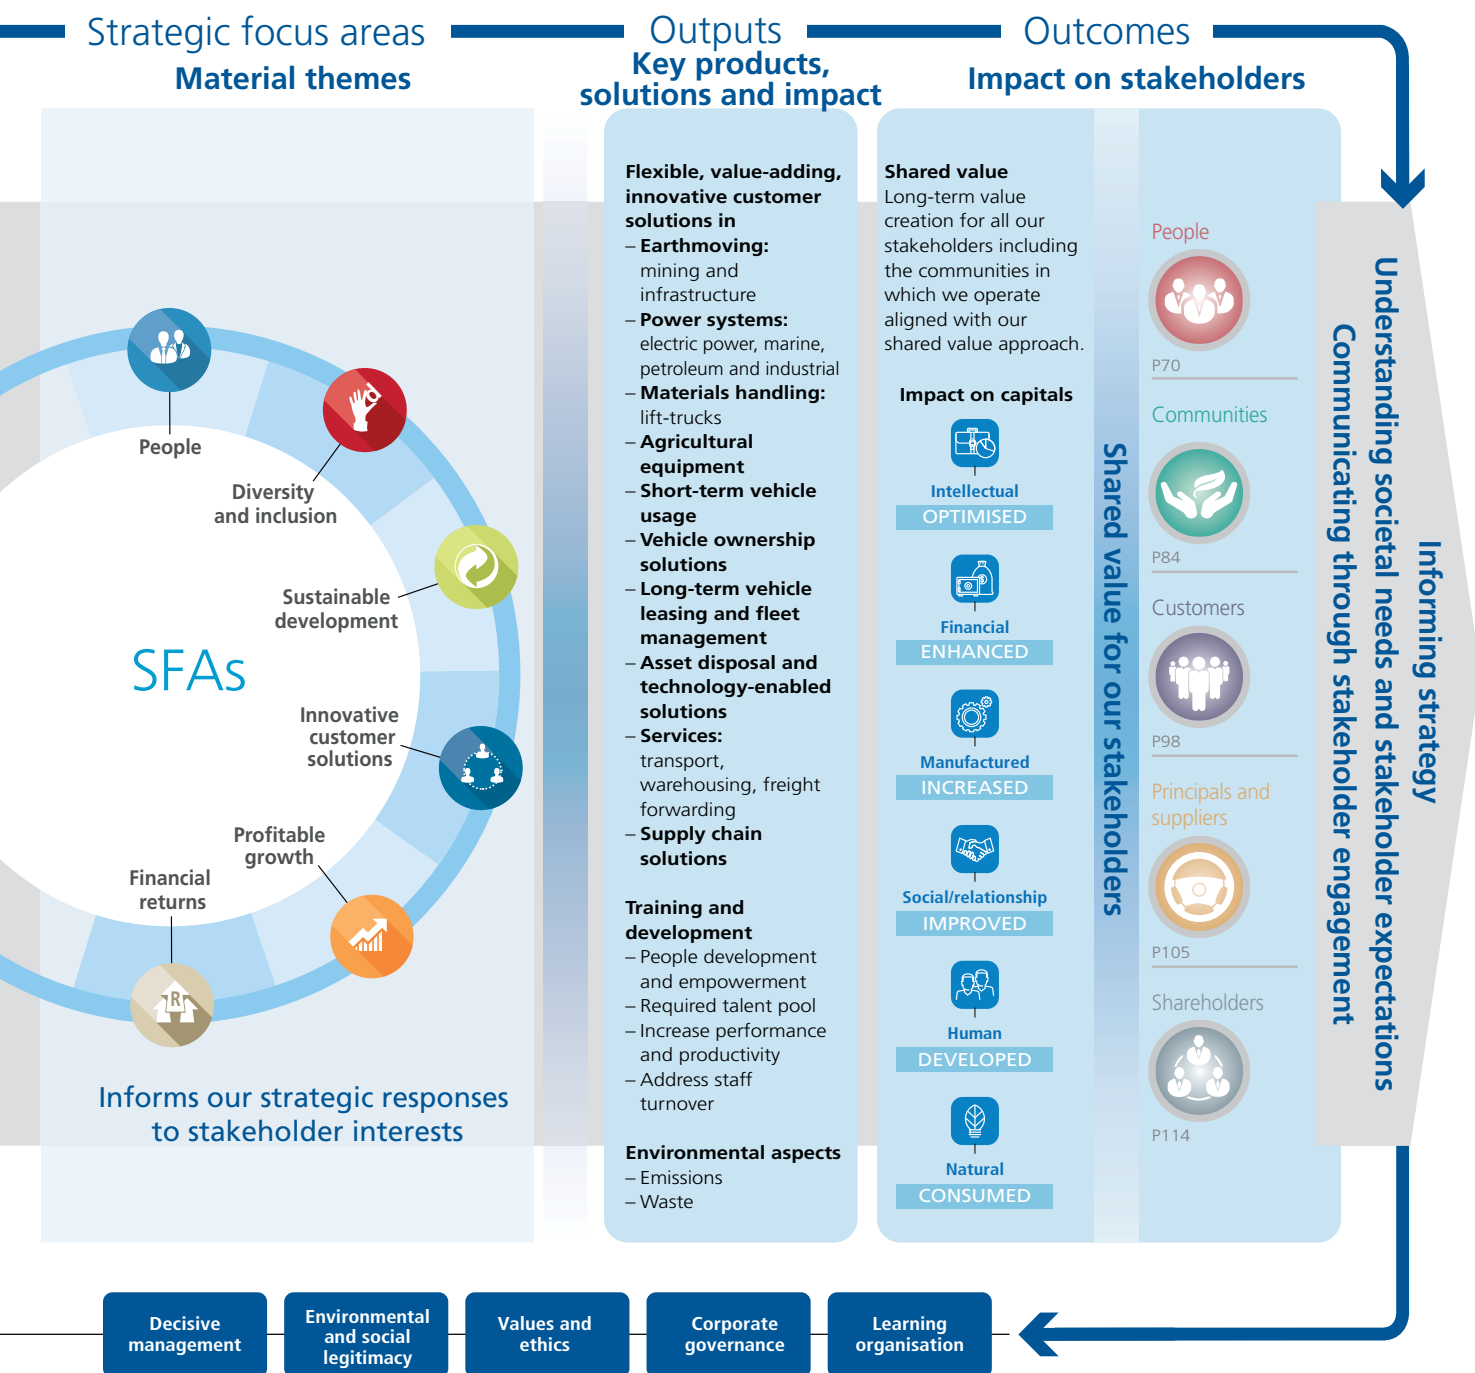 Strategic focus areas
Material themes
People
Diversity
and inclusion
Sustainable
development
SFAs
Innovative
customer
solutions
Profitable
growth
Financial
returns
R
Informs our strategic responses
to stakeholder interests
Outputs
Key products,
solutions and impact
Flexible, value-adding,
innovative customer
solutions in
– Earthmoving:
mining and
infrastructure
– Power systems:
electric power, marine,
petroleum and industrial
– Materials handling:
lift-trucks
– Agricultural
equipment
– Short-term vehicle
usage
– Vehicle ownership
solutions
– Long-term vehicle
leasing and fleet
management
– Asset disposal and
technology-enabled
solutions
– Services:
transport,
warehousing, freight
forwarding
– Supply chain
solutions
Training and
development
– People development
and empowerment
– Required talent pool
– Increase performance
and productivity
– Address staff
turnover
Environmental aspects
– Emissions
– Waste
Outcomes
Impact on stakeholders
Shared value
Long-term value
creation for all our
stakeholders including
the communities in
which we operate
aligned with our
shared value approach.
Impact on capitals
Intellectual
OPTIMISED
Financial
ENHANCED
Manufactured
INCREASED
Social/relationship
IMPROVED
Human
DEVELOPED
Natural
CONSUMED
Shared value for our stakeholders
People
P70
Communities
P84
Customers
P98
Principals and
suppliers
P105
Shareholders
P114
Informing strategy
Understanding societal needs and stakeholder expectations
Communicating through stakeholder engagement
Decisive
management
Environmental
and social
legitimacy
Values and
ethics
Corporate
governance
Learning
organisation